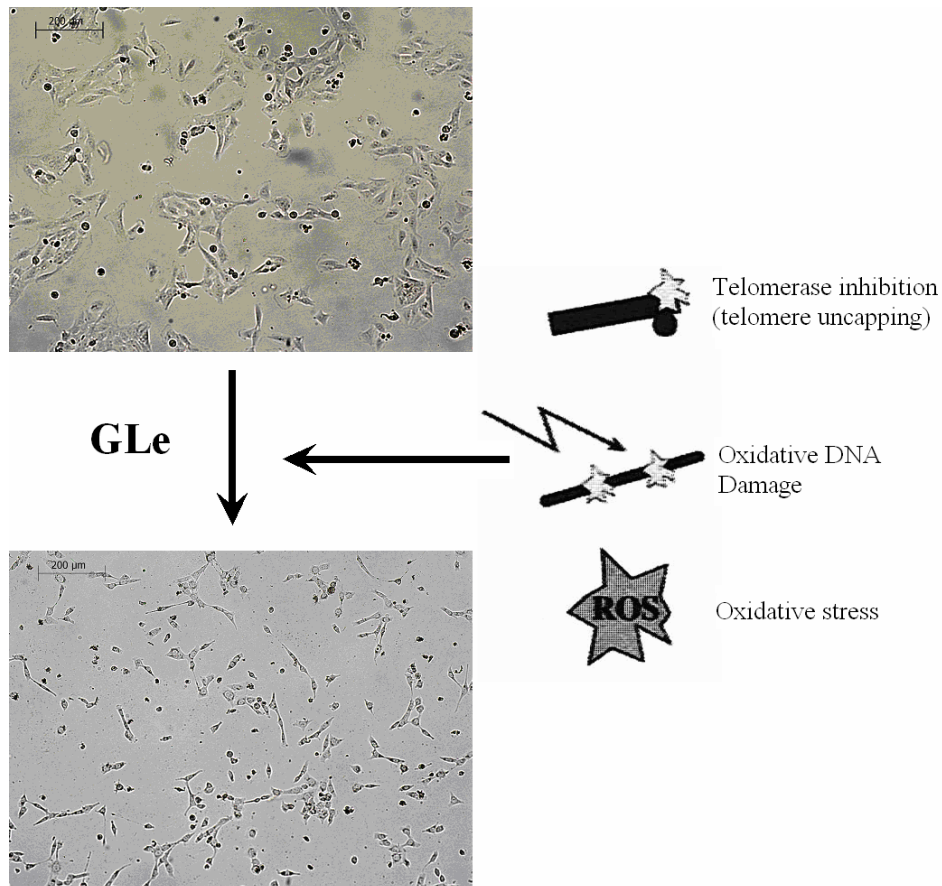 200 µm
Telomerase inhibition
(telomere uncapping)
GLe
Oxidative DNA
Damage
200 µm
ROS
Oxidative stress